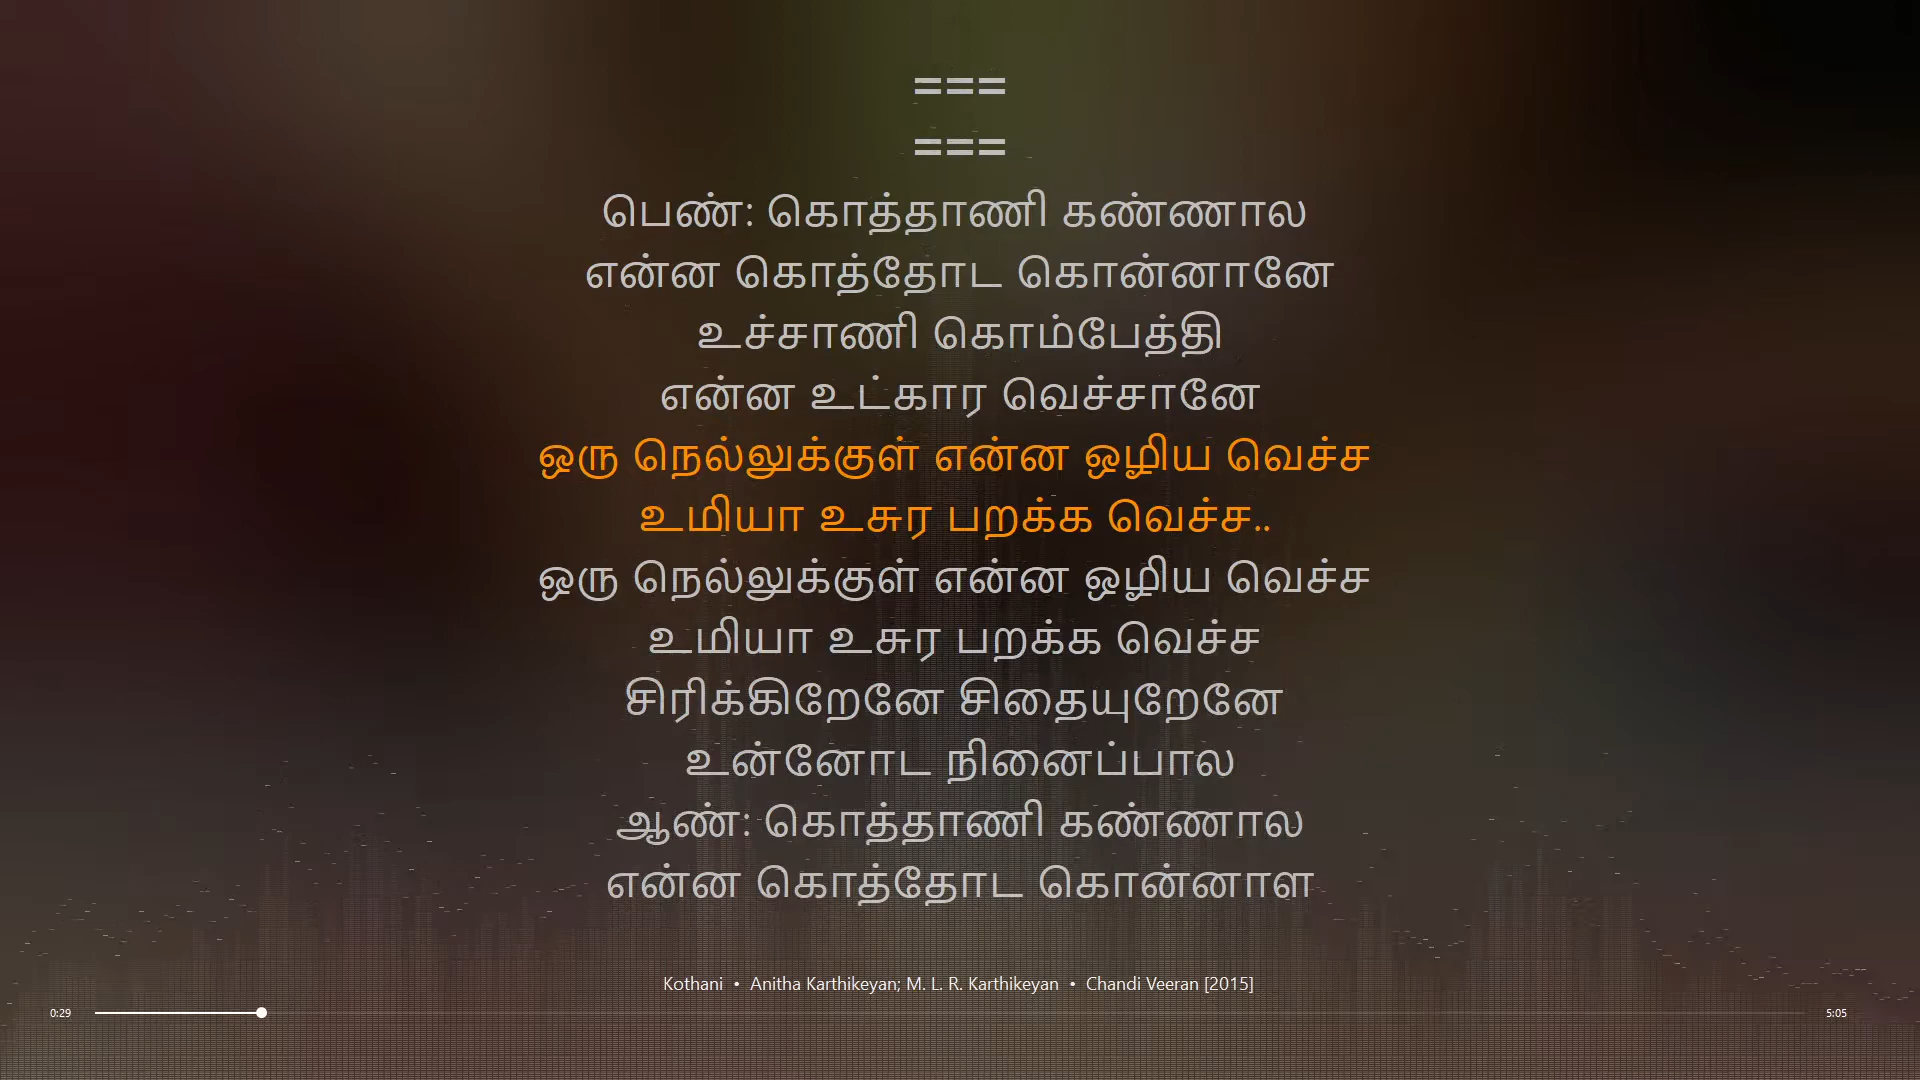 ===
===
பெண்: கொத்தாணி கண்ணால
என்ன கொத்தோட கொன்னானே
உச்சாணி கொம்பேத்தி
என்ன உட்கார வெச்சானே
ஒரு நெல்லுக்குள் என்ன ஒழிய வெச்ச
உமியா உசுர பறக்க வெச்ச..
ஒரு நெல்லுக்குள் என்ன ஒழிய வெச்ச
உமியா உசுர பறக்க வெச்ச
சிரிக்கிறேனே சிதையுறேனே
உன்னோட நினைப்பால
ஆண்: கொத்தாணி கண்ணால
என்ன கொத்தோட கொன்னாள
Kothani • Anitha Karthikeyan; M. L. R. Karthikeyan • Chandi Veeran [2015]
0:29 5:05